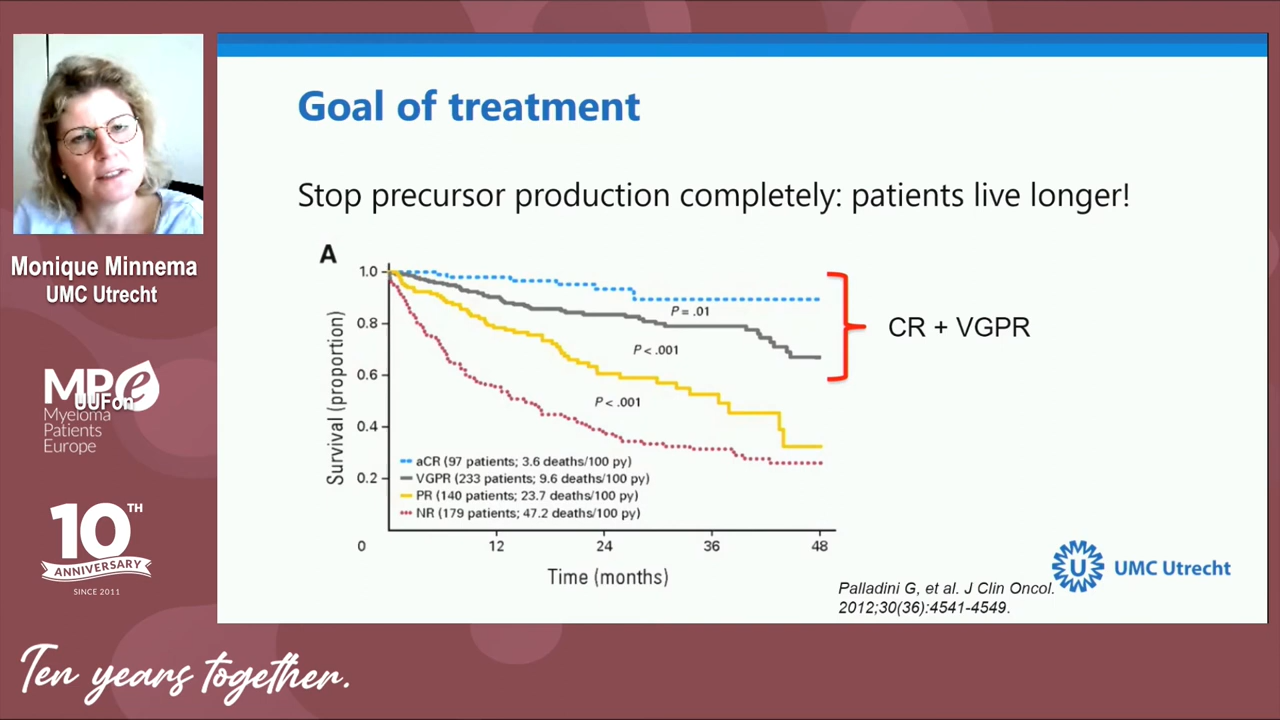 Monique Minnema
UMC Utrecht
MPe
UUFon
Myeloma
Patients
Europe
10TH
ANNIVERSARY
SINCE 2011
Ten years together.
Goal of treatment
Stop precursor production completely: patients live longer!
A
Survival (proportion)
1.0
0.8
0.6
0.4
0.2
P = .01
P < .001
P < .001
aCR (97 patients; 3.6 deaths/100 py)
VGPR (233 patients; 9.6 deaths/100 py)
PR (140 patients; 23.7 deaths/100 py)
NR (179 patients; 47.2 deaths/100 py)
0 12 24 36 48
Time (months)
CR + VGPR
UMC Utrecht
Palladini G, et al. J Clin Oncol.
2012;30(36):4541-4549.